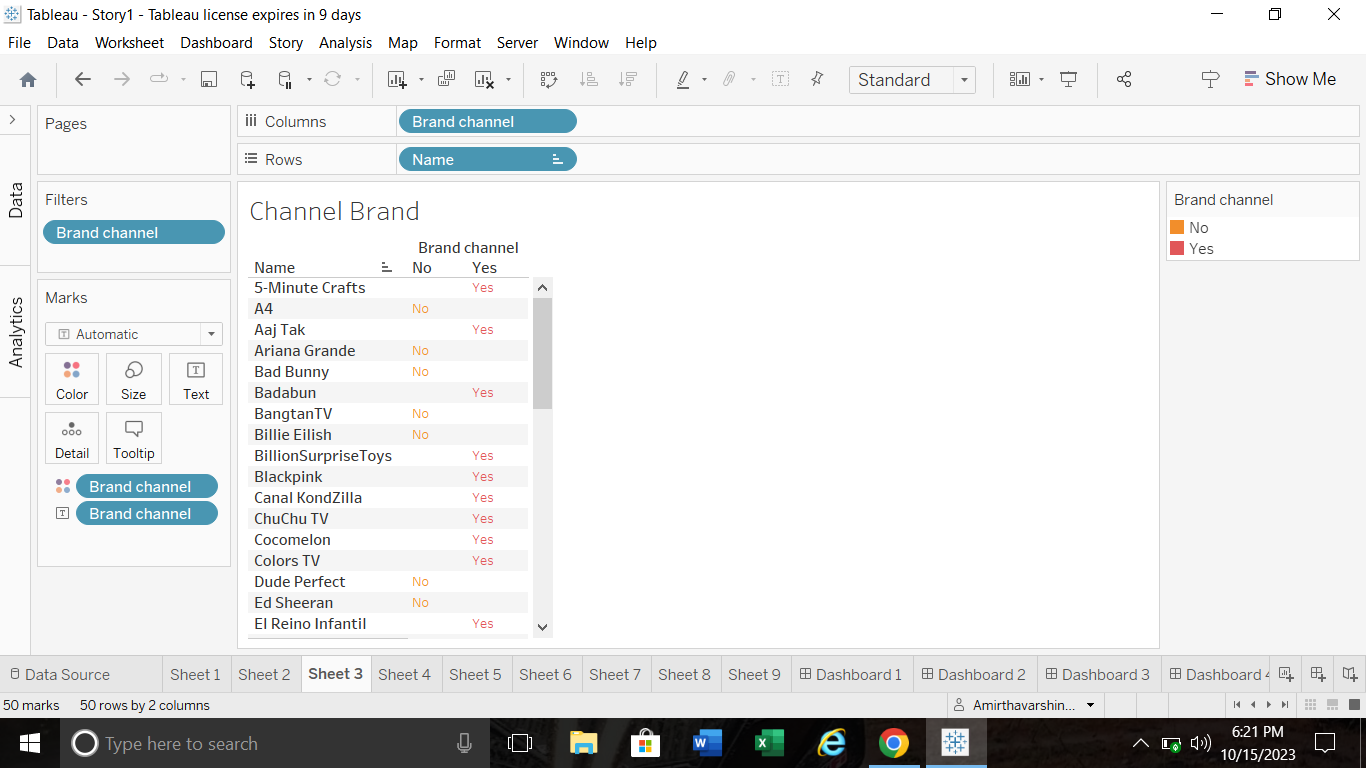 Tableau - Story1 - Tableau license expires in 9 days
File Data Worksheet Dashboard Story Analysis Map Format Server Window Help
Standard
Show Me
Pages
Columns Brand channel
Rows Name
Data
Analytics
Filters
Brand channel
Marks
Automatic
Color Size Text
Detail Tooltip
Brand channel
Brand channel
Channel Brand
Brand channel
Name No Yes
5-Minute Crafts Yes
A4 No
Aaj Tak Yes
Ariana Grande No
Bad Bunny No
Badabun Yes
BangtanTV No
Billie Eilish No
BillionSurpriseToys Yes
Blackpink Yes
Canal KondZilla Yes
ChuChu TV Yes
Cocomelon Yes
Colors TV Yes
Dude Perfect No
Ed Sheeran No
El Reino Infantil Yes
Brand channel
No
Yes
Data Source Sheet 1 Sheet 2 Sheet 3 Sheet 4 Sheet 5 Sheet 6 Sheet 7 Sheet 8 Sheet 9 Dashboard 1 Dashboard 2 Dashboard 3 Dashboard 4
50 marks 50 rows by 2 columns Amirthavarshin...
Type here to search
6:21 PM
10/15/2023